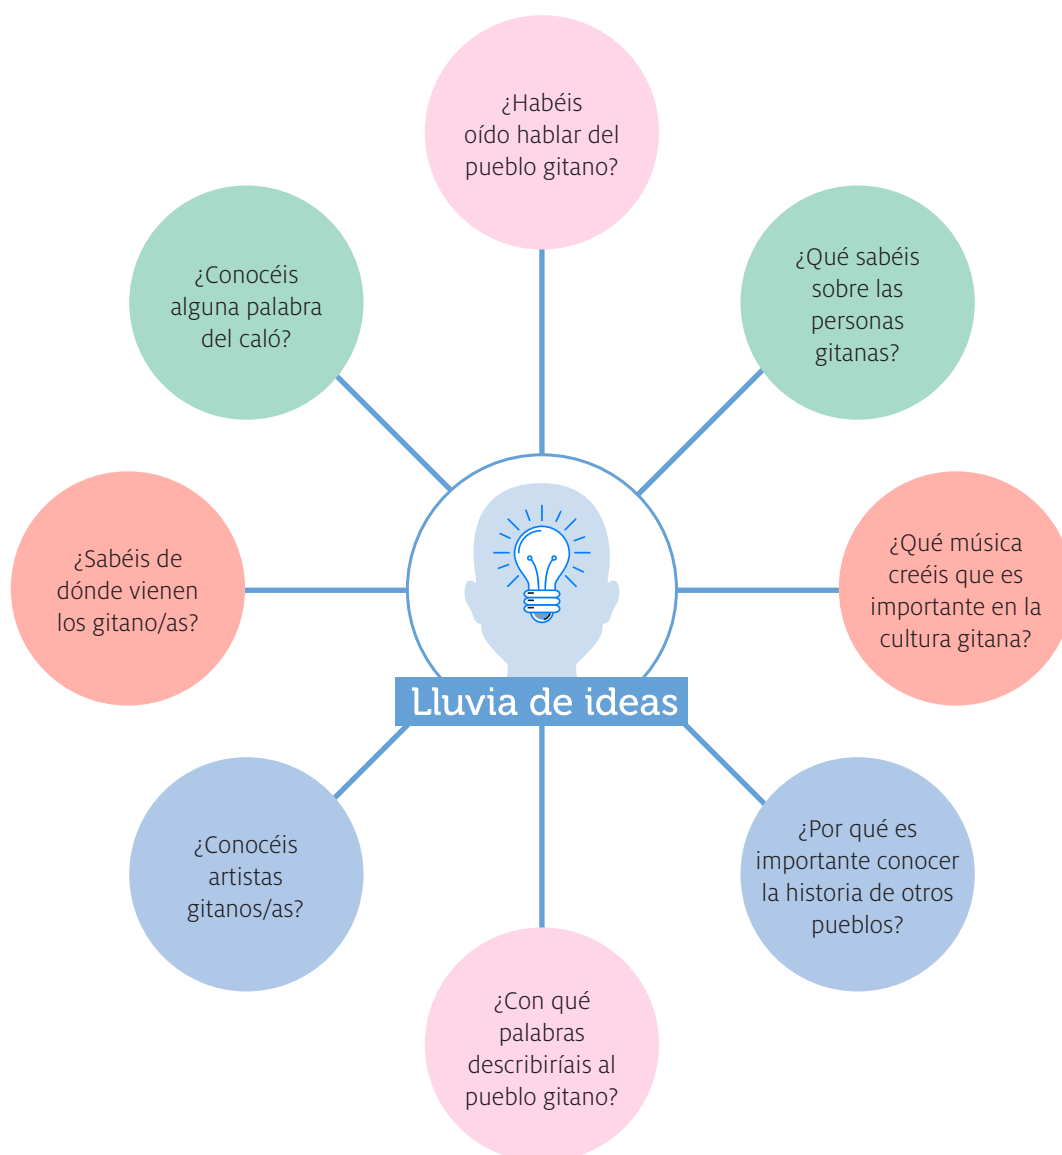 ¿Habéis
oído hablar del
pueblo gitano?
¿Conocéis
alguna palabra
del caló?
¿Qué sabéis
sobre las
personas
gitanas?
¿Sabéis de
dónde vienen
los gitano/as?
¿Qué música
creéis que es
importante en la
cultura gitana?
Lluvia de ideas
¿Conocéis
artistas
gitanos/as?
¿Por qué es
importante conocer
la historia de otros
pueblos?
¿Con qué
palabras
describiríais al
pueblo gitano?